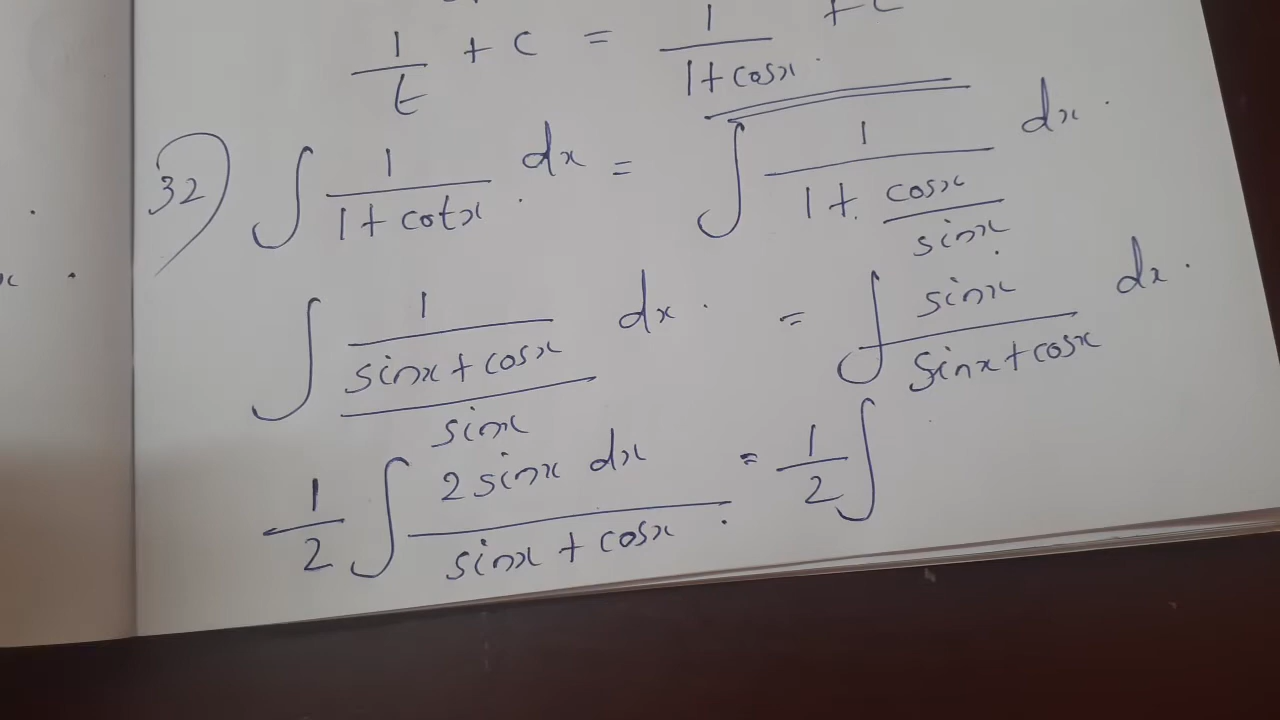 1/t + c = 1/(1+cosx) + c
32) ∫ 1/(1+cotx) dx = ∫ 1/(1+ cosx/sinx) dx.
∫ 1/((sinx+cosx)/sinx) dx. = ∫ sinx/(sinx+cosx) dx.
1/2 ∫ 2sinx dx/(sinx+cosx). = 1/2 ∫